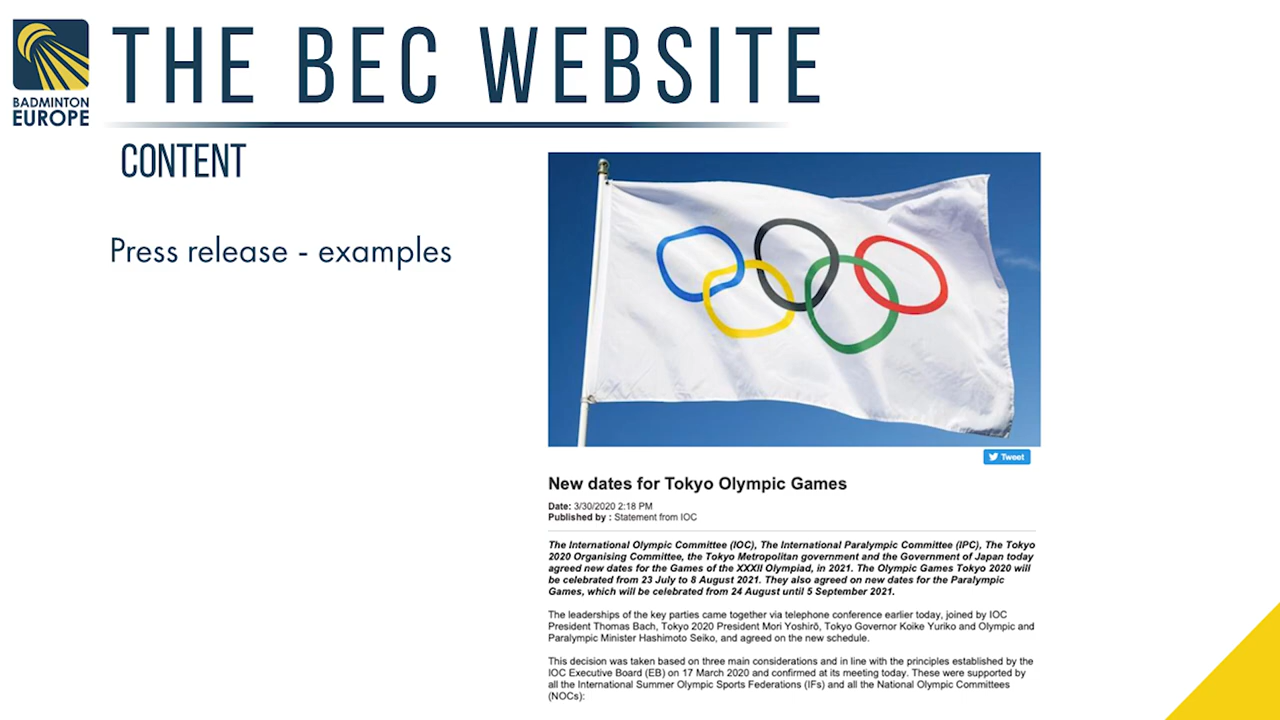 BADMINTON
EUROPE
THE BEC WEBSITE
CONTENT
Press release - examples
Tweet
New dates for Tokyo Olympic Games
Date: 3/30/2020 2:18 PM
Published by : Statement from IOC
The International Olympic Committee (IOC), The International Paralympic Committee (IPC), The Tokyo
2020 Organising Committee, the Tokyo Metropolitan government and the Government of Japan today
agreed new dates for the Games of the XXXII Olympiad, in 2021. The Olympic Games Tokyo 2020 will
be celebrated from 23 July to 8 August 2021. They also agreed on new dates for the Paralympic
Games, which will be celebrated from 24 August until 5 September 2021.
The leaderships of the key parties came together via telephone conference earlier today, joined by IOC
President Thomas Bach, Tokyo 2020 President Mori Yoshirō, Tokyo Governor Koike Yuriko and Olympic and
Paralympic Minister Hashimoto Seiko, and agreed on the new schedule.
This decision was taken based on three main considerations and in line with the principles established by the
IOC Executive Board (EB) on 17 March 2020 and confirmed at its meeting today. These were supported by
all the International Summer Olympic Sports Federations (IFs) and all the National Olympic Committees
(NOCs):